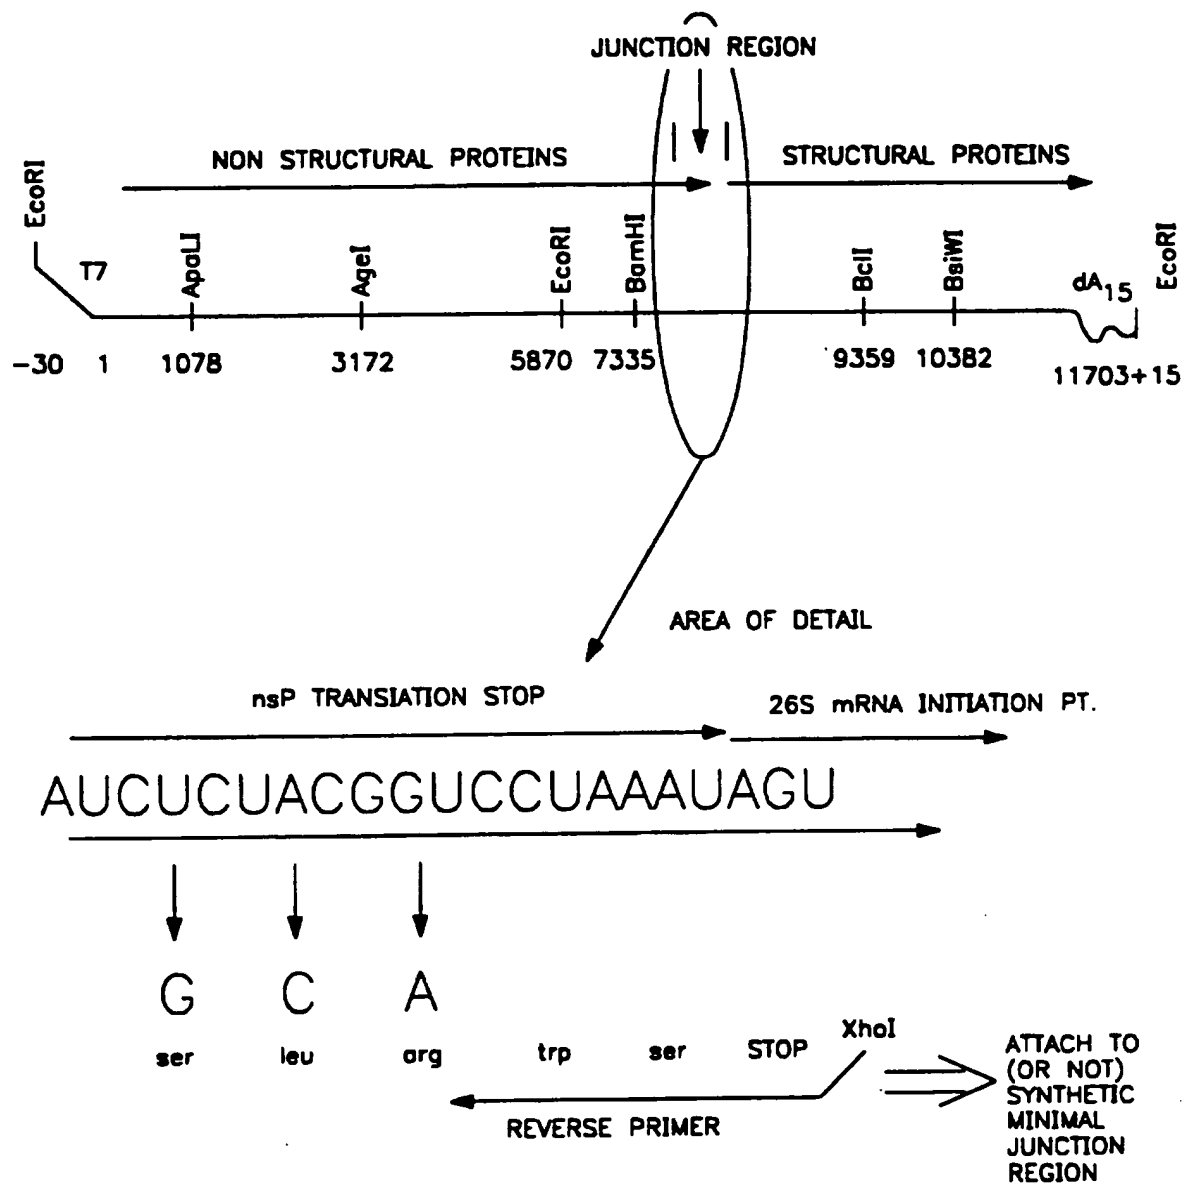 JUNCTION REGION
NON STRUCTURAL PROTEINS
STRUCTURAL PROTEINS
EcoRI
T7
ApaLI
AgeI
EcoRI
BamHI
BclI
BsiWI
dA15
EcoRI
-30 1 1078 3172 5870 7335 9359 10382 11703+15
AREA OF DETAIL
nsP TRANSIATION STOP
26S mRNA INITIATION PT.
AUCUCUACGGUCCUAAAUAGU
G C A
ser leu arg trp ser STOP
XhoI
REVERSE PRIMER
ATTACH TO
(OR NOT)
SYNTHETIC
MINIMAL
JUNCTION
REGION